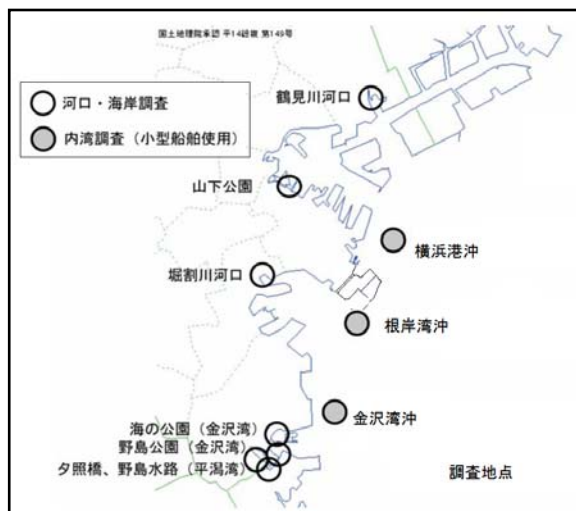 国土地理院承認 平14総複 第149号
河口・海岸調査
内湾調査（小型船舶使用）
鶴見川河口
山下公園
横浜港沖
堀割川河口
根岸湾沖
金沢湾沖
海の公園（金沢湾）
野島公園（金沢湾）
夕照橋、野島水路（平潟湾）
調査地点